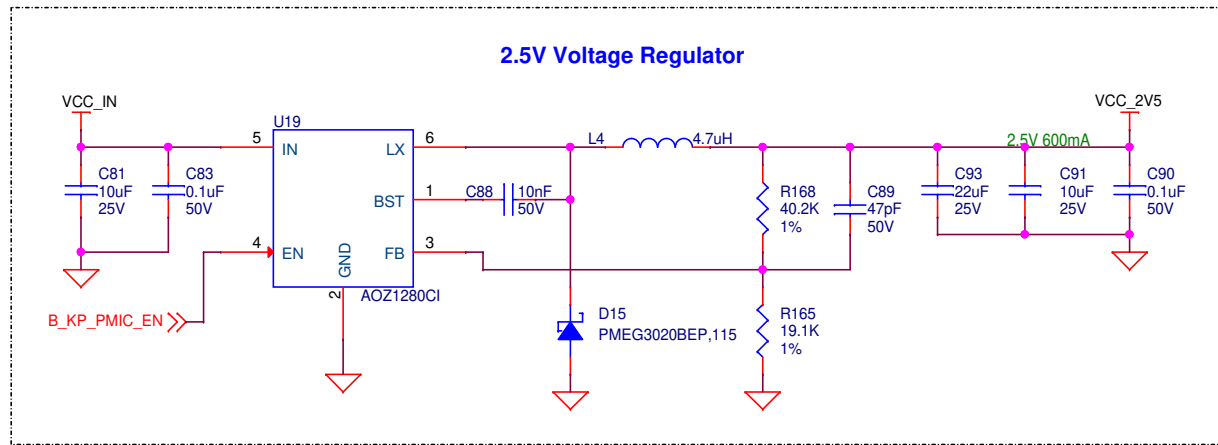 2.5V Voltage Regulator
VCC_IN
VCC_2V5
U19
5
IN
6
LX
L4
4.7uH
2.5V 600mA
C81
10uF
25V
C83
0.1uF
50V
1
BST
C88
10nF
50V
R168
40.2K
1%
C89
47pF
50V
C93
22uF
25V
C91
10uF
25V
C90
0.1uF
50V
4
EN
3
FB
GND
2
AOZ1280CI
B_KP_PMIC_EN
D15
PMEG3020BEP,115
R165
19.1K
1%